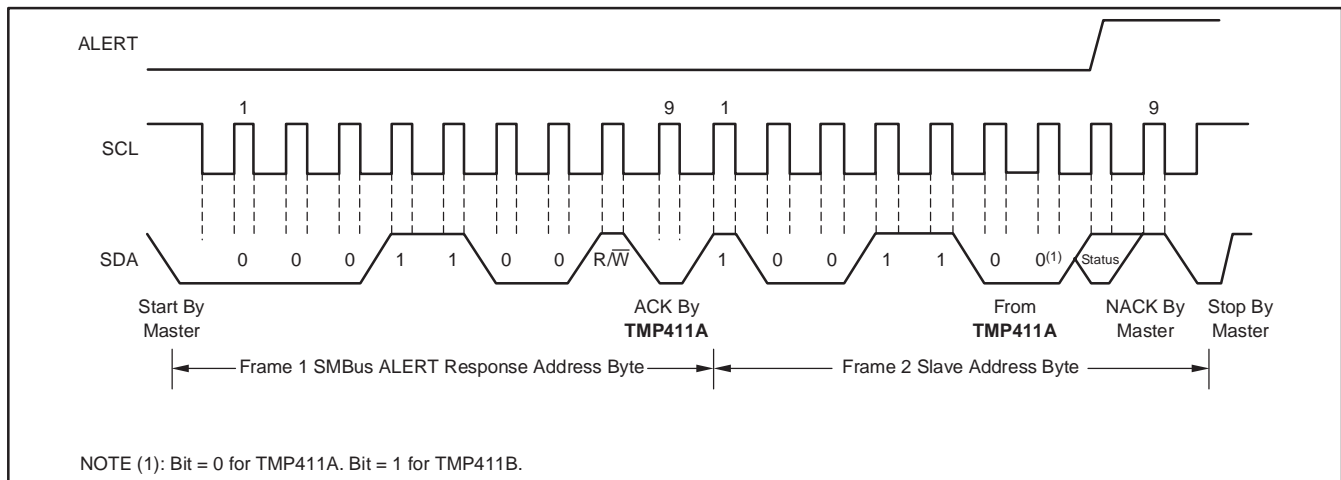 ALERT
1 9 1 9
SCL
SDA 0 0 0 1 1 0 0 R/W̅ 1 0 0 1 1 0 0(1) Status
Start By Master
ACK By TMP411A
From TMP411A
NACK By Master
Stop By Master
Frame 1 SMBus ALERT Response Address Byte
Frame 2 Slave Address Byte
NOTE (1): Bit = 0 for TMP411A. Bit = 1 for TMP411B.